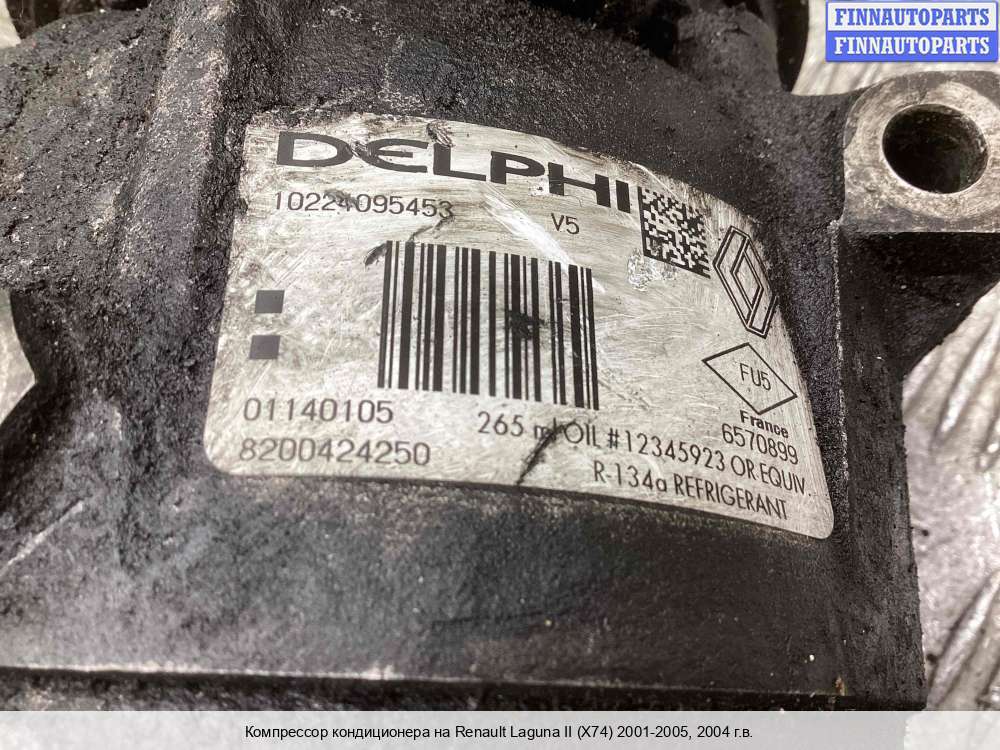 FINNAUTOPARTS
FINNAUTOPARTS
DELPHI
10224095453
V5
FU5
France
6570899
01140105
8200424250
265 ml OIL #12345923 OR EQUIV.
R-134a REFRIGERANT
Компрессор кондиционера на Renault Laguna II (X74) 2001-2005, 2004 г.в.